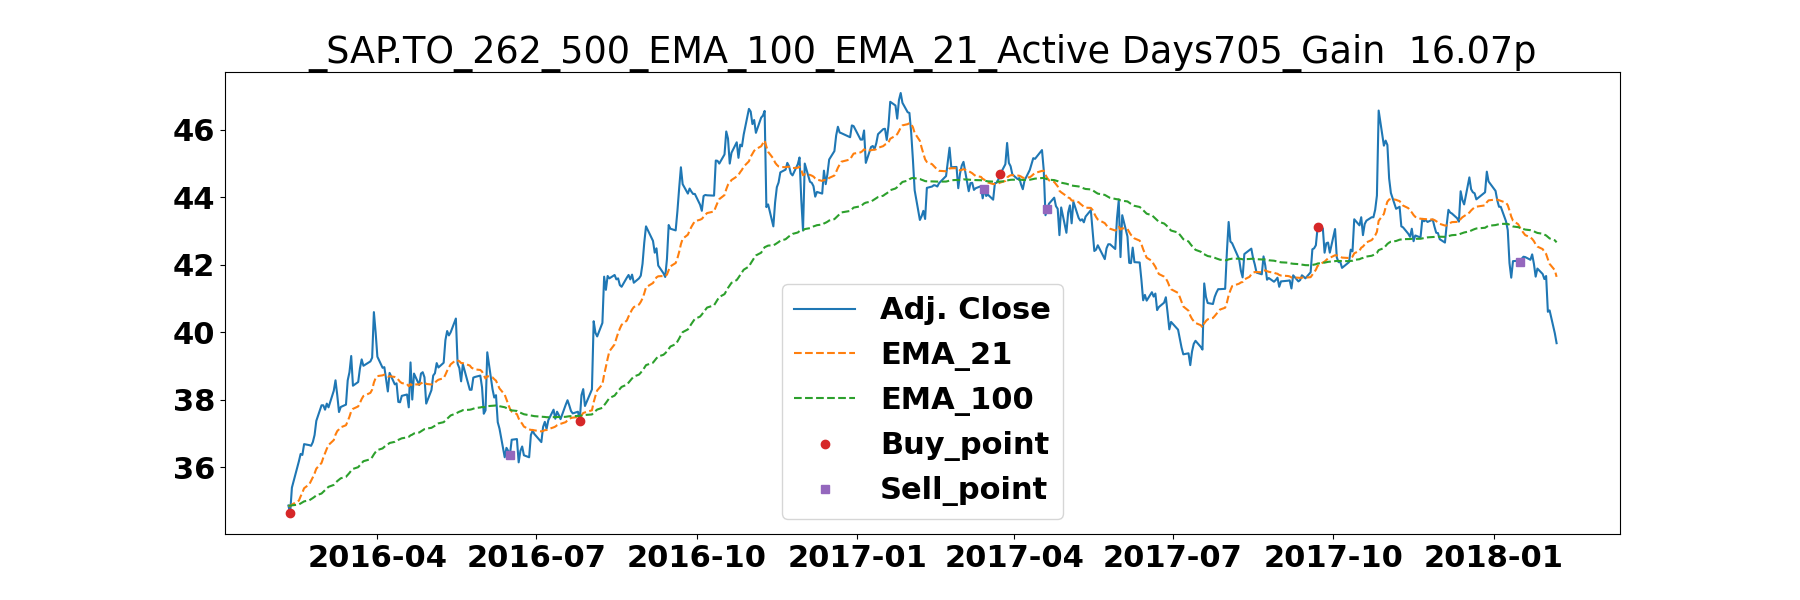 _SAP.TO_262_500_EMA_100_EMA_21_Active Days705_Gain  16.07p
46
44
42
40
38
36
Adj. Close
EMA_21
EMA_100
Buy_point
Sell_point
2016-04 2016-07 2016-10 2017-01 2017-04 2017-07 2017-10 2018-01